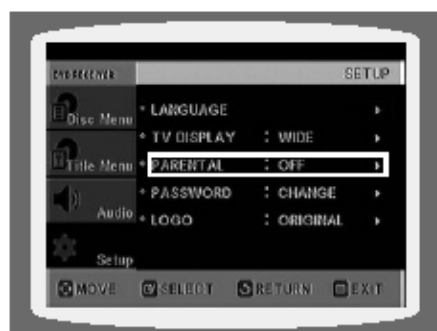 DVD RECEIVER SETUP
Disc Menu
Title Menu
Audio
Setup
• LANGUAGE
• TV DISPLAY : WIDE
• PARENTAL : OFF
• PASSWORD : CHANGE
• LOGO : ORIGINAL
MOVE SELECT RETURN EXIT